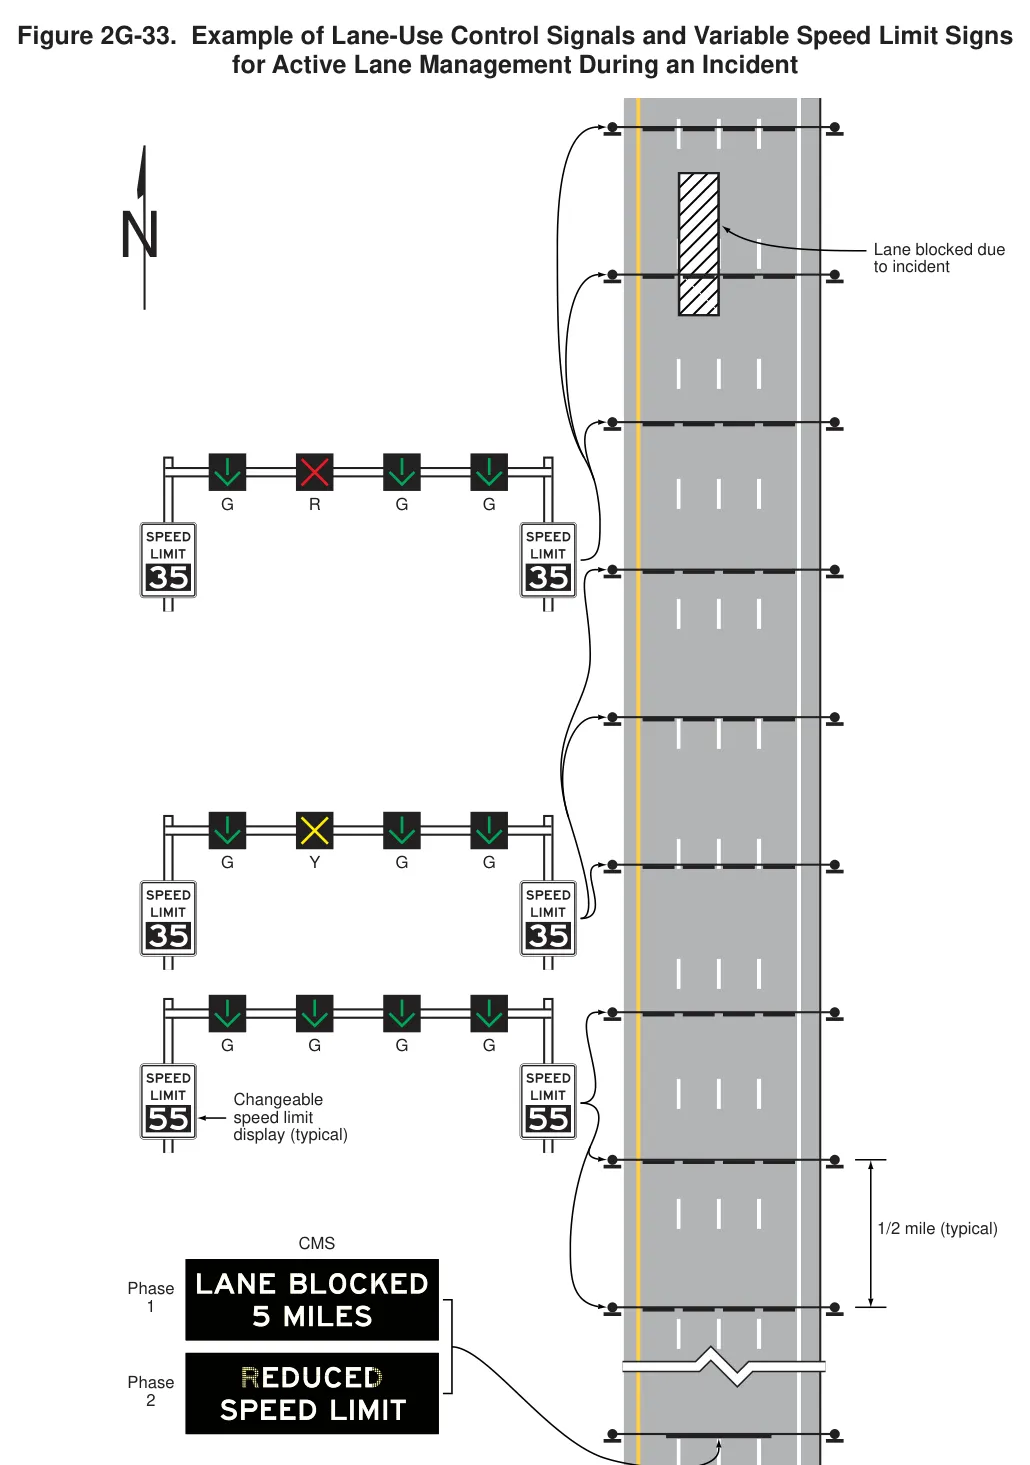 Figure 2G-33.  Example of Lane-Use Control Signals and Variable Speed Limit Signs
for Active Lane Management During an Incident
N
Lane blocked due
to incident
G R G G
SPEED
LIMIT
35
SPEED
LIMIT
35
G Y G G
SPEED
LIMIT
35
SPEED
LIMIT
35
G G G G
SPEED
LIMIT
55
SPEED
LIMIT
55
Changeable
speed limit
display (typical)
1/2 mile (typical)
CMS
Phase
1
LANE BLOCKED
5 MILES
Phase
2
REDUCED
SPEED LIMIT